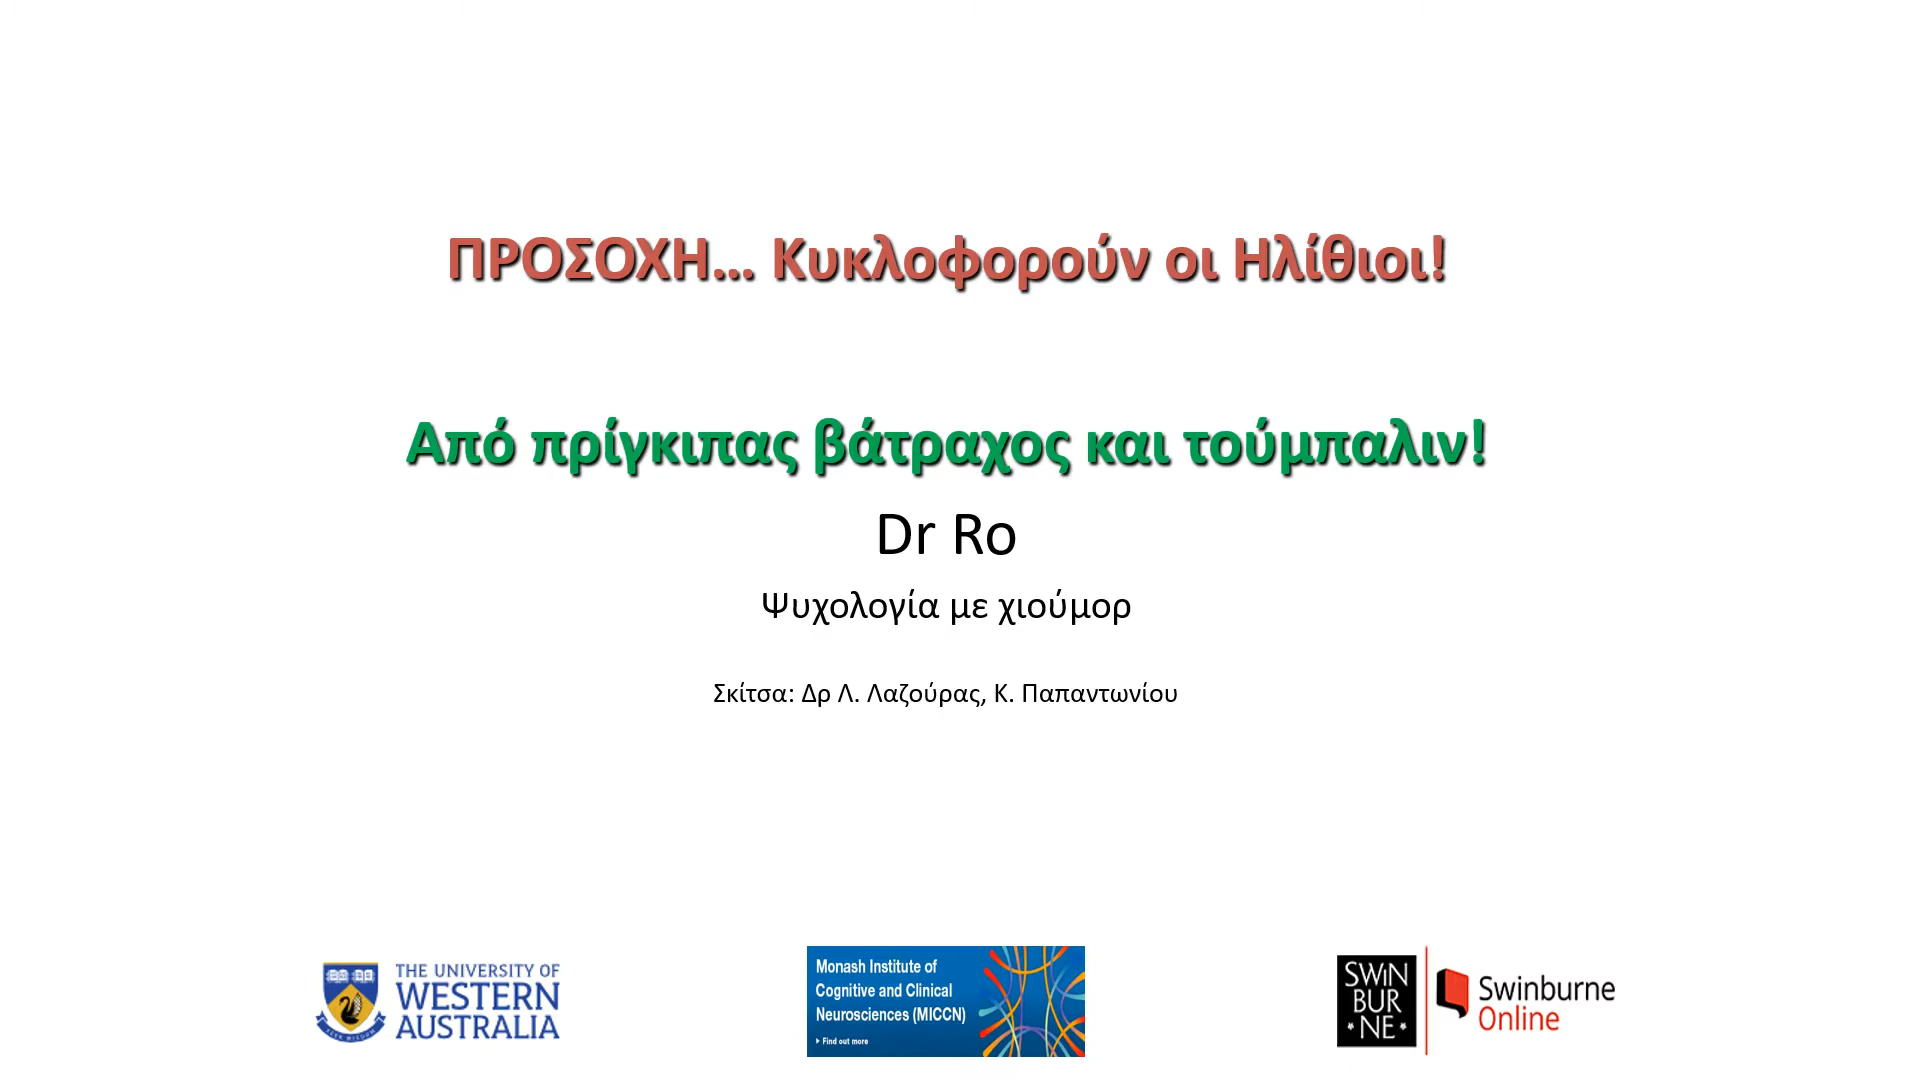 ΠΡΟΣΟΧΗ... Κυκλοφορούν οι Ηλίθιοι!
Από πρίγκιπας βάτραχος και τούμπαλιν!
Dr Ro
Ψυχολογία με χιούμορ
Σκίτσα: Δρ Λ. Λαζούρας, Κ. Παπαντωνίου
THE UNIVERSITY OF
WESTERN
AUSTRALIA
Monash Institute of
Cognitive and Clinical
Neurosciences (MICCN)
Find out more
SWIN
BUR
NE
Swinburne
Online